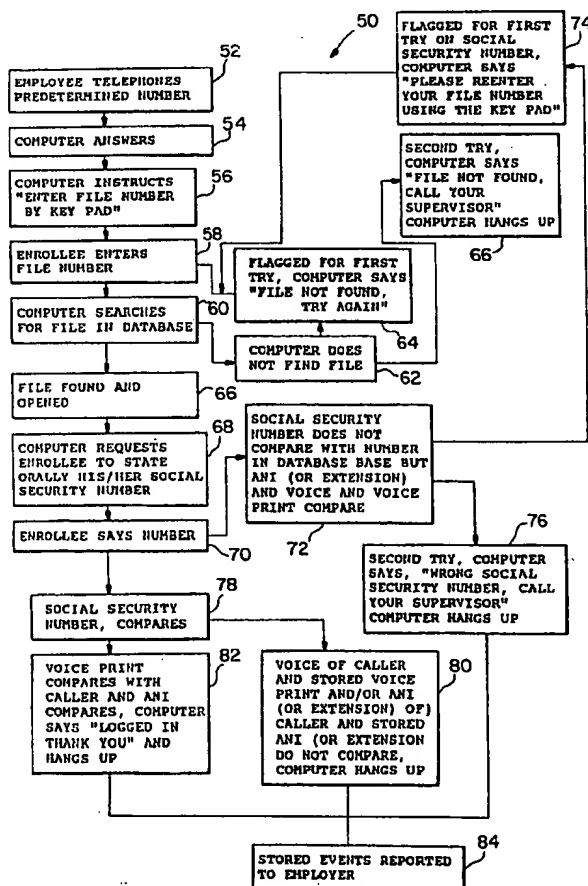 50
74
FLAGGED FOR FIRST
TRY ON SOCIAL
SECURITY NUMBER,
COMPUTER SAYS
"PLEASE REENTER
YOUR FILE NUMBER
USING THE KEY PAD"
52
EMPLOYEE TELEPHONES
PREDETERMINED NUMBER
54
COMPUTER ANSWERS
56
COMPUTER INSTRUCTS
"ENTER FILE NUMBER
BY KEY PAD"
SECOND TRY,
COMPUTER SAYS
"FILE NOT FOUND,
CALL YOUR
SUPERVISOR"
COMPUTER HANGS UP
66
58
ENROLLEE ENTERS
FILE NUMBER
FLAGGED FOR FIRST
TRY, COMPUTER SAYS
"FILE NOT FOUND,
TRY AGAIN"
64
60
COMPUTER SEARCHES
FOR FILE IN DATABASE
COMPUTER DOES
NOT FIND FILE
62
FILE FOUND AND
OPENED
66
68
COMPUTER REQUESTS
ENROLLEE TO STATE
ORALLY HIS/HER SOCIAL
SECURITY NUMBER
SOCIAL SECURITY
NUMBER DOES NOT
COMPARE WITH NUMBER
IN DATABASE BASE BUT
ANI (OR EXTENSION)
AND VOICE AND VOICE
PRINT COMPARE
72
ENROLLEE SAYS NUMBER
70
76
SECOND TRY, COMPUTER
SAYS, "WRONG SOCIAL
SECURITY NUMBER, CALL
YOUR SUPERVISOR"
COMPUTER HANGS UP
78
SOCIAL SECURITY
NUMBER, COMPARES
82
VOICE PRINT
COMPARES WITH
CALLER AND ANI
COMPARES, COMPUTER
SAYS "LOGGED IN
THANK YOU" AND
HANGS UP
80
VOICE OF CALLER
AND STORED VOICE
PRINT AND/OR ANI
(OR EXTENSION OF)
CALLER AND STORED
ANI (OR EXTENSION
DO NOT COMPARE,
COMPUTER HANGS UP
84
STORED EVENTS REPORTED
TO EMPLOYER